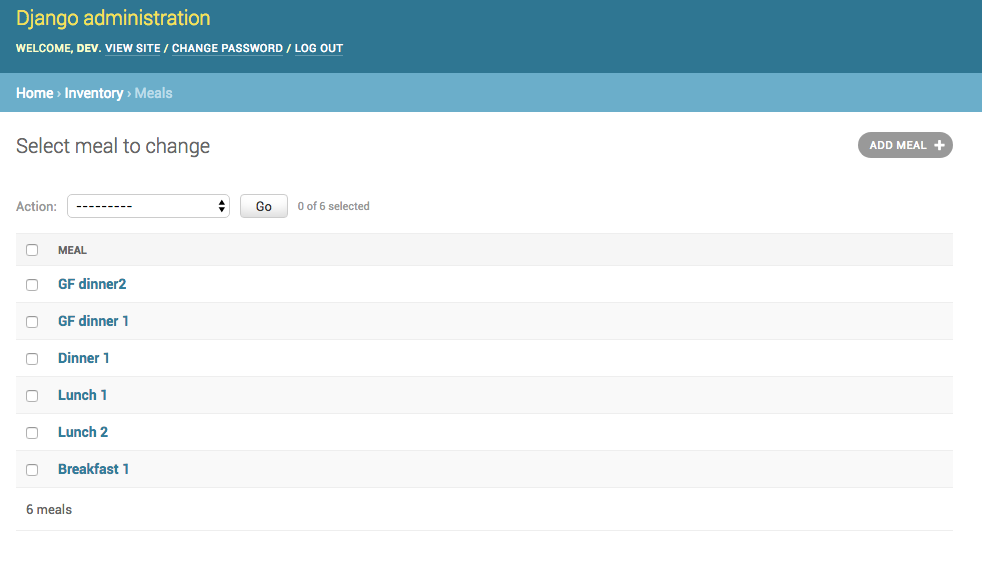 Django administration
WELCOME, DEV. VIEW SITE / CHANGE PASSWORD / LOG OUT
Home › Inventory › Meals
Select meal to change
ADD MEAL +
Action: --------- Go 0 of 6 selected
MEAL
GF dinner2
GF dinner 1
Dinner 1
Lunch 1
Lunch 2
Breakfast 1
6 meals